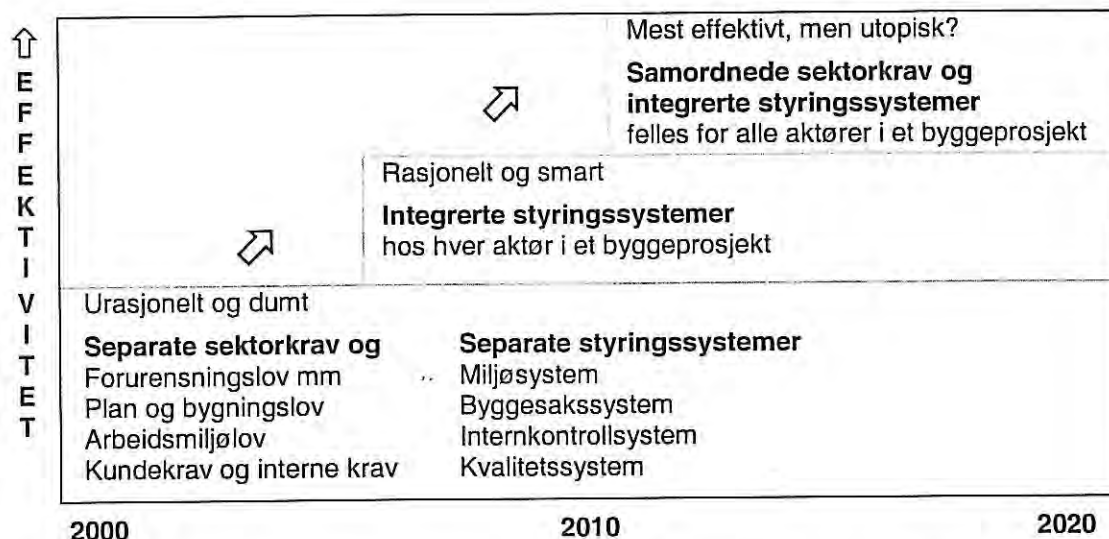 ⇧
E
F
F
E
K
T
I
V
I
T
E
T
Mest effektivt, men utopisk?
Samordnede sektorkrav og
integrerte styringssystemer
felles for alle aktører i et byggeprosjekt
Rasjonelt og smart
Integrerte styringssystemer
hos hver aktør i et byggeprosjekt
Urasjonelt og dumt
Separate sektorkrav og Separate styringssystemer
Forurensningslov mm Miljøsystem
Plan og bygningslov Byggesakssystem
Arbeidsmiljølov Internkontrollsystem
Kundekrav og interne krav Kvalitetssystem
2000 2010 2020